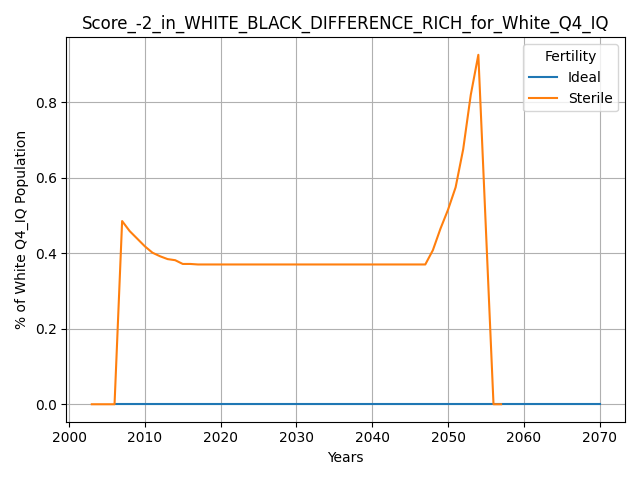 Score_-2_in_WHITE_BLACK_DIFFERENCE_RICH_for_White_Q4_IQ
Fertility
Ideal
Sterile
% of White Q4_IQ Population
0.8
0.6
0.4
0.2
0.0
2000 2010 2020 2030 2040 2050 2060 2070
Years